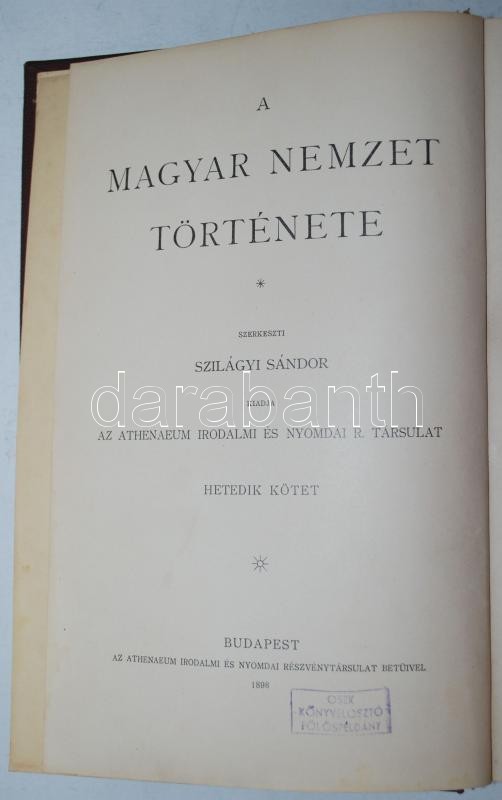 A
MAGYAR NEMZET
TÖRTÉNETE
*
SZERKESZTI
SZILÁGYI SÁNDOR
darabanth
KIADJA
AZ ATHENAEUM IRODALMI ÉS NYOMDAI R. TÁRSULAT
HETEDIK KÖTET
BUDAPEST
AZ ATHENAEUM IRODALMI ÉS NYOMDAI RÉSZVÉNYTÁRSULAT BETŰIVEL
1898
OSZK
KÖNYVELOSZTÓ
FÖLÖSPÉLDÁNY